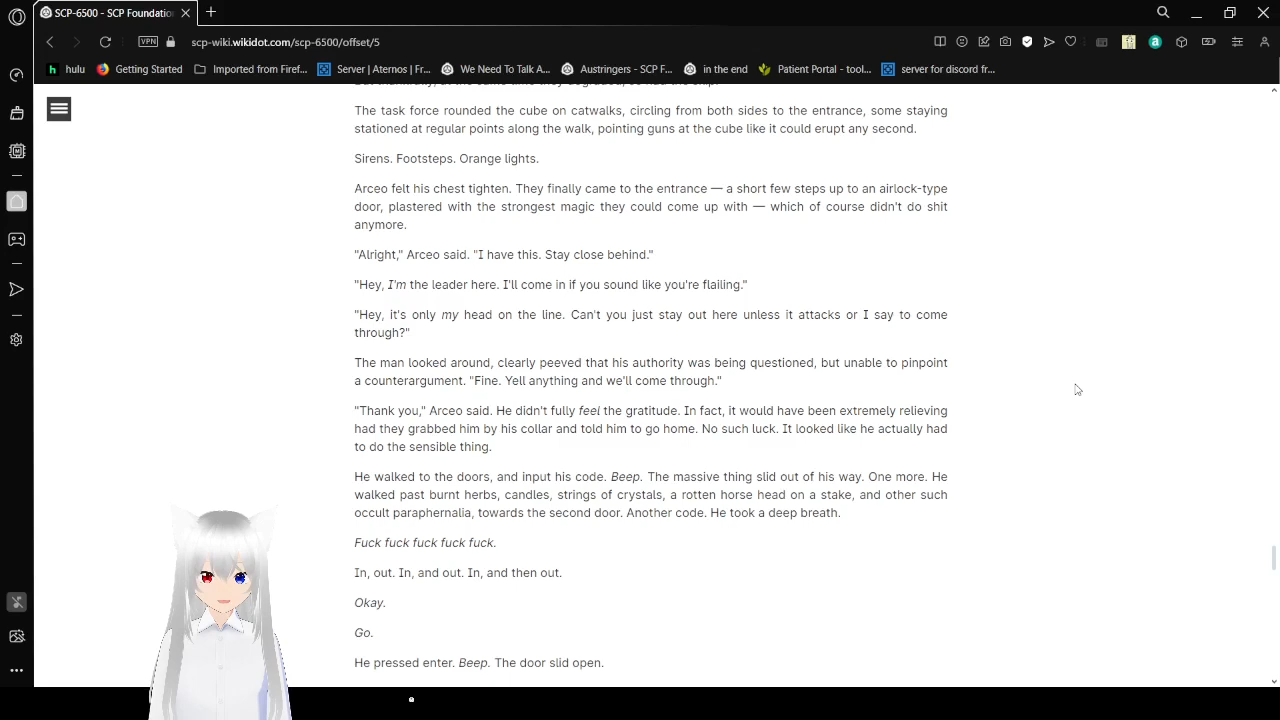 SCP-6500 - SCP Foundatio
scp-wiki.wikidot.com/scp-6500/offset/5
VPN
hulu
Getting Started
Imported from Firef...
Server | Aternos | Fr...
We Need To Talk A...
Austringers - SCP F...
in the end
Patient Portal - tool...
server for discord fr...
The task force rounded the cube on catwalks, circling from both sides to the entrance, some staying
stationed at regular points along the walk, pointing guns at the cube like it could erupt any second.
Sirens. Footsteps. Orange lights.
Arceo felt his chest tighten. They finally came to the entrance — a short few steps up to an airlock-type
door, plastered with the strongest magic they could come up with — which of course didn't do shit
anymore.
"Alright," Arceo said. "I have this. Stay close behind."
"Hey, I'm the leader here. I'll come in if you sound like you're flailing."
"Hey, it's only my head on the line. Can't you just stay out here unless it attacks or I say to come
through?"
The man looked around, clearly peeved that his authority was being questioned, but unable to pinpoint
a counterargument. "Fine. Yell anything and we'll come through."
"Thank you," Arceo said. He didn't fully feel the gratitude. In fact, it would have been extremely relieving
had they grabbed him by his collar and told him to go home. No such luck. It looked like he actually had
to do the sensible thing.
He walked to the doors, and input his code. Beep. The massive thing slid out of his way. One more. He
walked past burnt herbs, candles, strings of crystals, a rotten horse head on a stake, and other such
occult paraphernalia, towards the second door. Another code. He took a deep breath.
Fuck fuck fuck fuck fuck.
In, out. In, and out. In, and then out.
Okay.
Go.
He pressed enter. Beep. The door slid open.